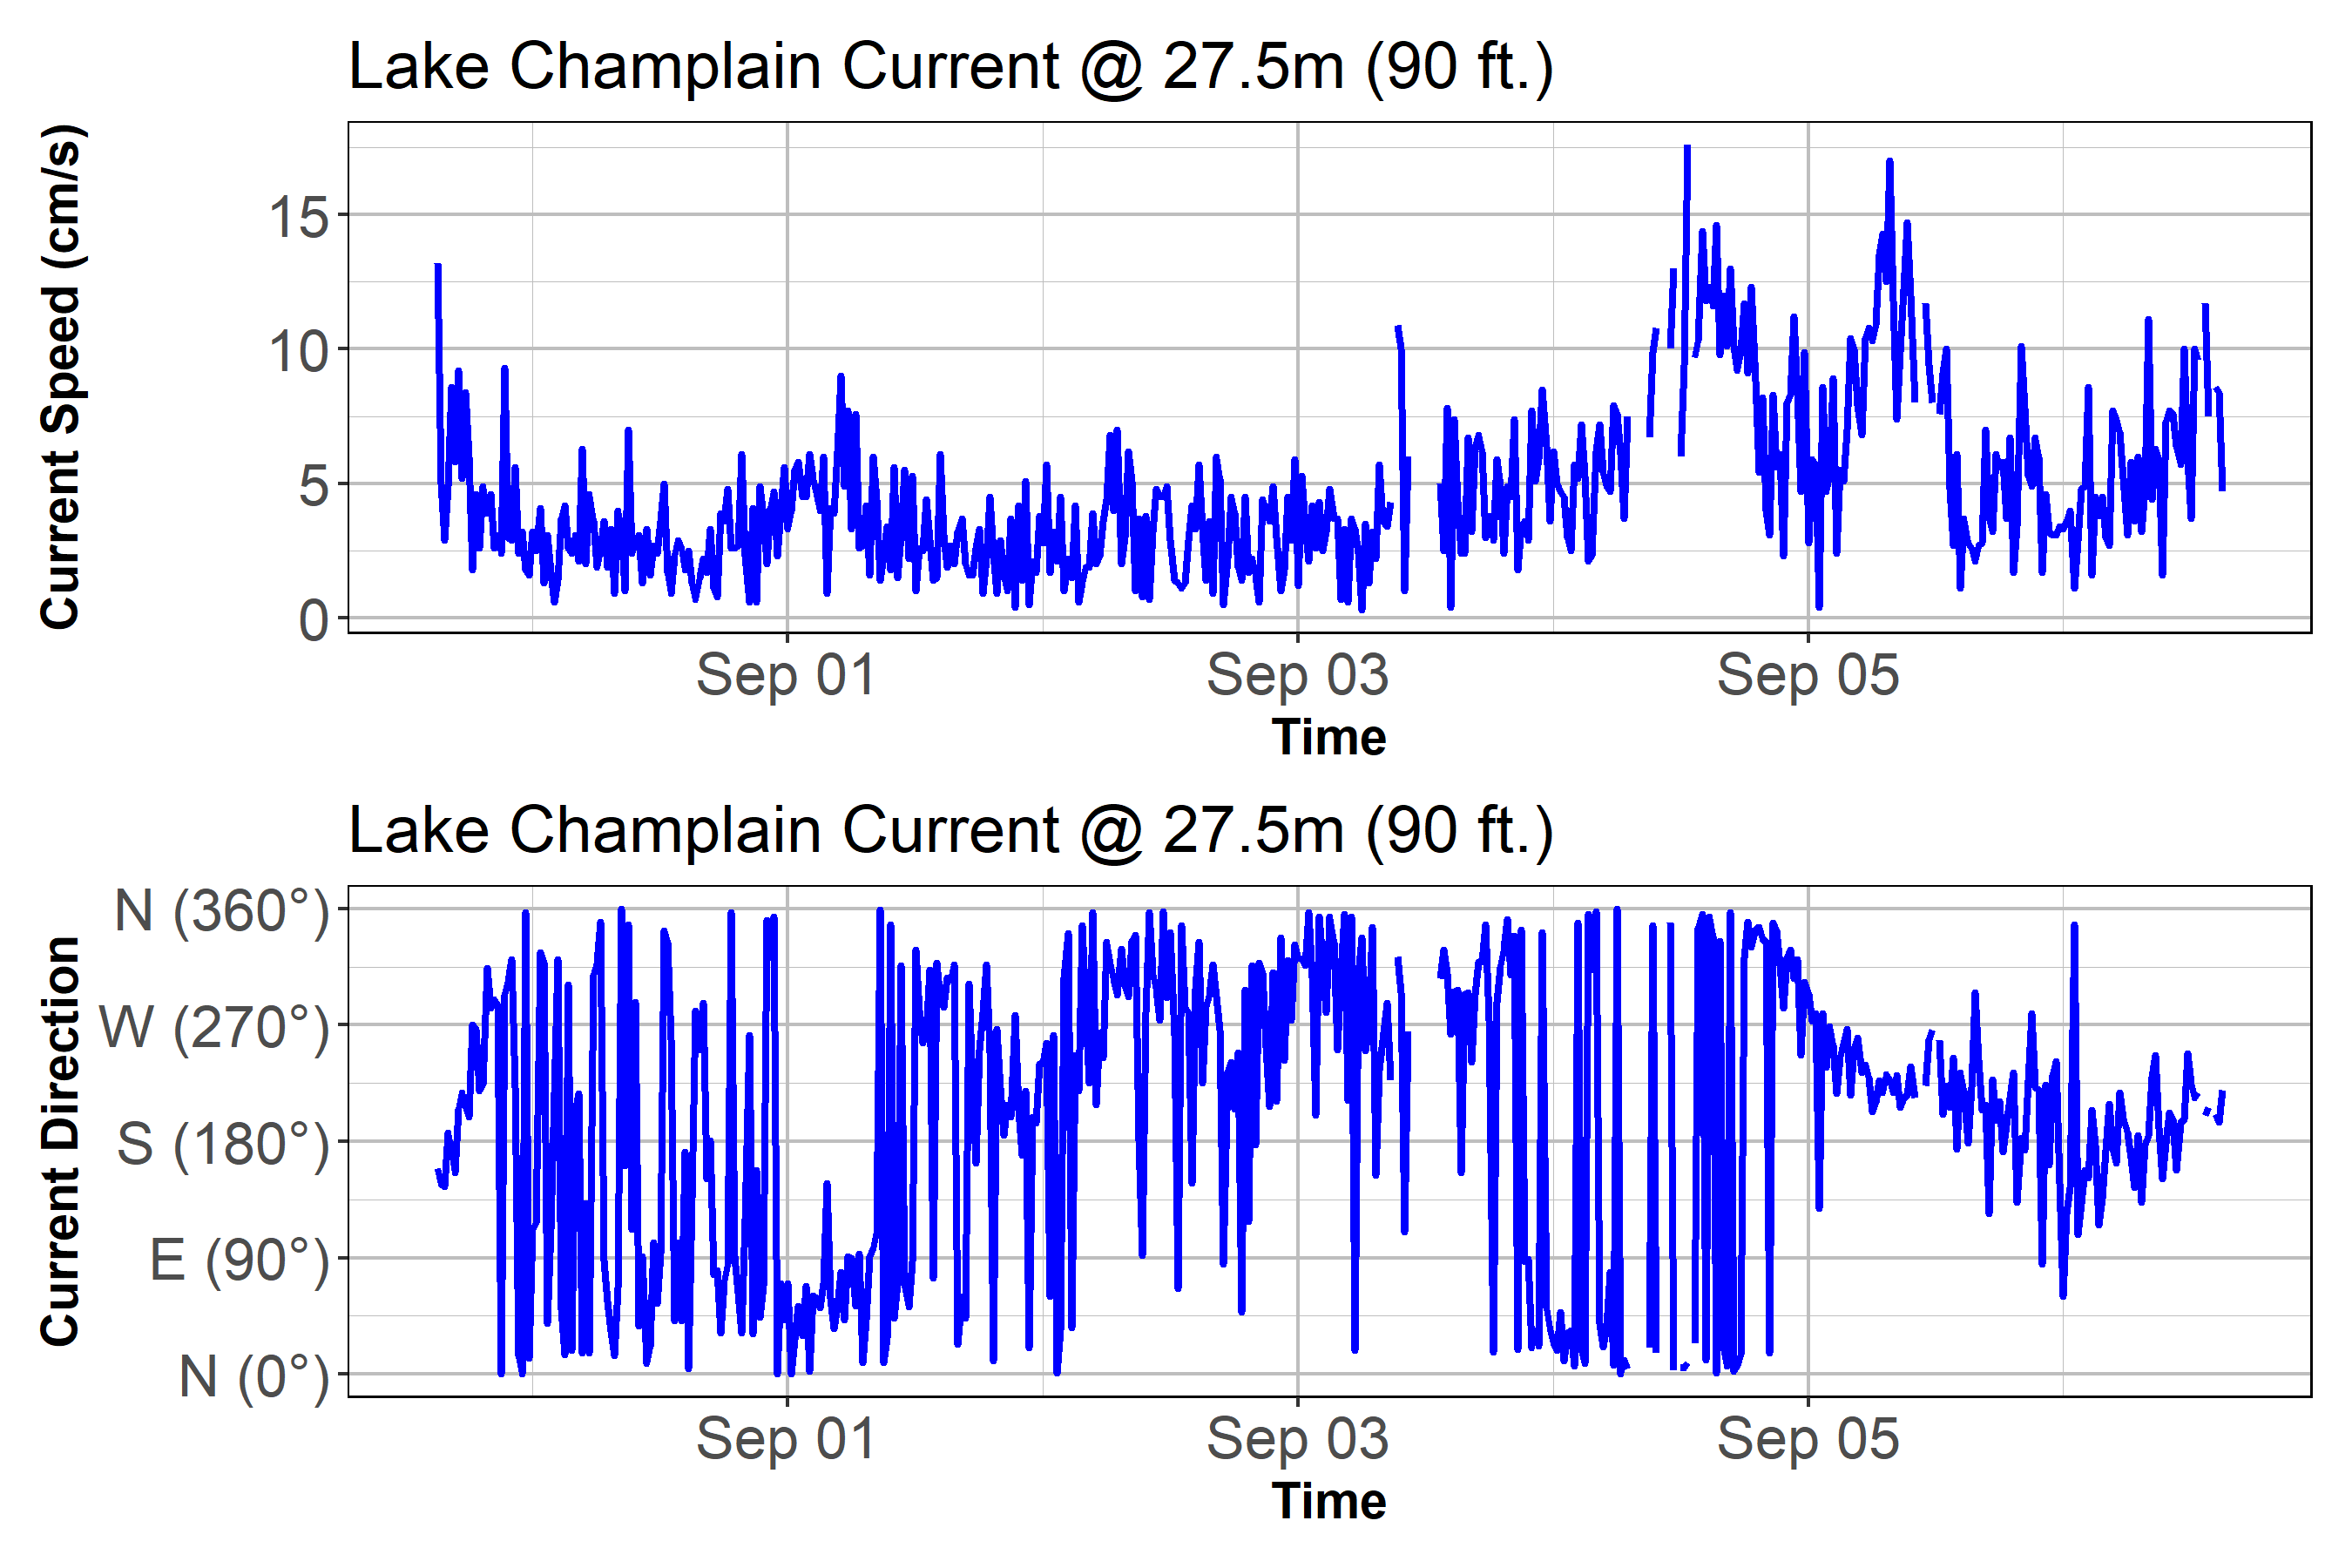 Lake Champlain Current @ 27.5m (90 ft.)
Current Speed (cm/s)
15
10
5
0
Sep 01 Sep 03 Sep 05
Time
Lake Champlain Current @ 27.5m (90 ft.)
Current Direction
N (360°)
W (270°)
S (180°)
E (90°)
N (0°)
Sep 01 Sep 03 Sep 05
Time